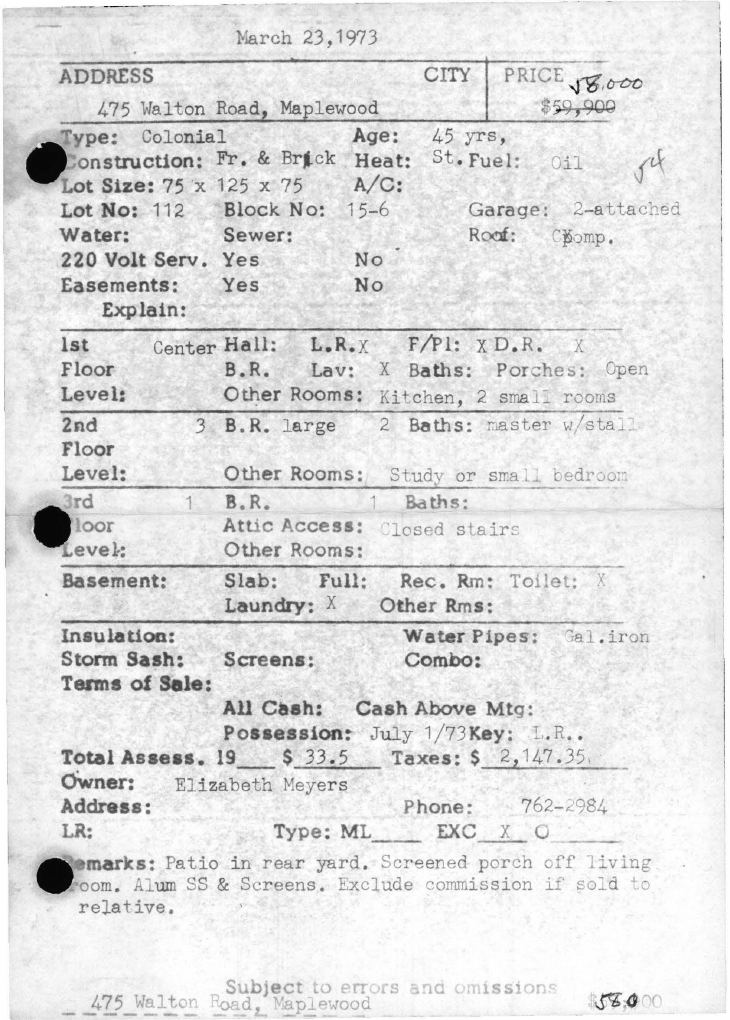 March 23,1973
ADDRESS CITY PRICE 58,000
475 Walton Road, Maplewood $59,900
Type: Colonial Age: 45 yrs,
Construction: Fr. & Brick Heat: St. Fuel: Oil
Lot Size: 75 x 125 x 75 A/C:
Lot No: 112 Block No: 15-6 Garage: 2-attached
Water: Sewer: Roof: Comp.
220 Volt Serv. Yes No
Easements: Yes No
Explain:
1st Center Hall: L.R.X F/Pl: X D.R. X
Floor B.R. Lav: X Baths: Porches: Open
Level: Other Rooms: Kitchen, 2 small rooms
2nd 3 B.R. large 2 Baths: master w/stall
Floor
Level: Other Rooms: Study or small bedroom
3rd 1 B.R. 1 Baths:
Floor Attic Access: Closed stairs
Level: Other Rooms:
Basement: Slab: Full: Rec. Rm: Toilet: X
Laundry: X Other Rms:
Insulation: Water Pipes: Gal.iron
Storm Sash: Screens: Combo:
Terms of Sale:
All Cash: Cash Above Mtg:
Possession: July 1/73 Key: L.R..
Total Assess. 19___ $ 33.5 Taxes: $ 2,147.35.
Owner: Elizabeth Meyers
Address: Phone: 762-2984
LR: Type: ML____ EXC X O
Remarks: Patio in rear yard. Screened porch off living
room. Alum SS & Screens. Exclude commission if sold to
relative.
Subject to errors and omissions
475 Walton Road, Maplewood $58,000